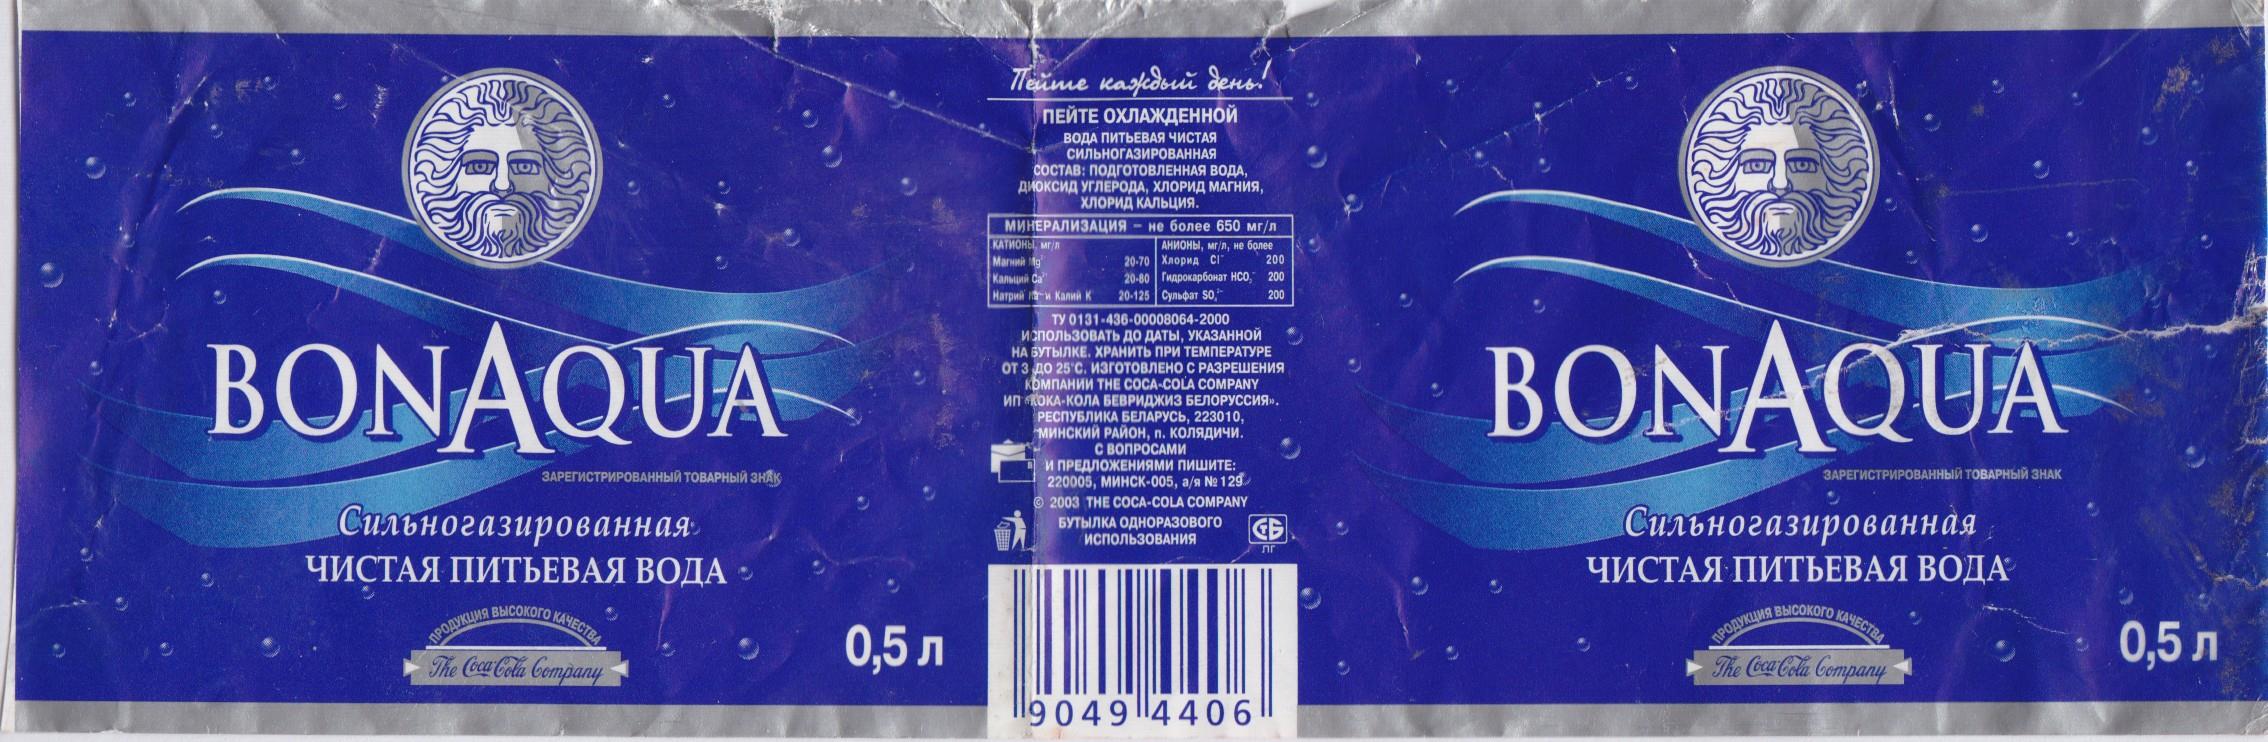 BONAQUA
ЗАРЕГИСТРИРОВАННЫЙ ТОВАРНЫЙ ЗНАК
Сильногазированная
ЧИСТАЯ ПИТЬЕВАЯ ВОДА
ПРОДУКЦИЯ ВЫСОКОГО КАЧЕСТВА
The Coca-Cola Company
0,5 л
Пейте каждый день!
ПЕЙТЕ ОХЛАЖДЕННОЙ
ВОДА ПИТЬЕВАЯ ЧИСТАЯ
СИЛЬНОГАЗИРОВАННАЯ
СОСТАВ: ПОДГОТОВЛЕННАЯ ВОДА,
ДИОКСИД УГЛЕРОДА, ХЛОРИД МАГНИЯ,
ХЛОРИД КАЛЬЦИЯ.
МИНЕРАЛИЗАЦИЯ – не более 650 мг/л
КАТИОНЫ, мг/л
Магний Mg 20-70
Кальций Ca²⁺ 20-80
Натрий Na⁺ и Калий K 20-125
АНИОНЫ, мг/л, не более
Хлорид Cl⁻ 200
Гидрокарбонат HCO₃⁻ 200
Сульфат SO₄²⁻ 200
ТУ 0131-436-00008064-2000
ИСПОЛЬЗОВАТЬ ДО ДАТЫ, УКАЗАННОЙ
НА БУТЫЛКЕ. ХРАНИТЬ ПРИ ТЕМПЕРАТУРЕ
ОТ 3 ДО 25°С. ИЗГОТОВЛЕНО С РАЗРЕШЕНИЯ
КОМПАНИИ THE COCA-COLA COMPANY
ИП «КОКА-КОЛА БЕВРИДЖИЗ БЕЛОРУССИЯ».
РЕСПУБЛИКА БЕЛАРУСЬ, 223010,
МИНСКИЙ РАЙОН, п. КОЛЯДИЧИ.
С ВОПРОСАМИ
И ПРЕДЛОЖЕНИЯМИ ПИШИТЕ:
220005, МИНСК-005, а/я № 129
© 2003 THE COCA-COLA COMPANY
БУТЫЛКА ОДНОРАЗОВОГО
ИСПОЛЬЗОВАНИЯ
СТБ
ЛГ
9049 4406
BONAQUA
ЗАРЕГИСТРИРОВАННЫЙ ТОВАРНЫЙ ЗНАК
Сильногазированная
ЧИСТАЯ ПИТЬЕВАЯ ВОДА
ПРОДУКЦИЯ ВЫСОКОГО КАЧЕСТВА
The Coca-Cola Company
0,5 л